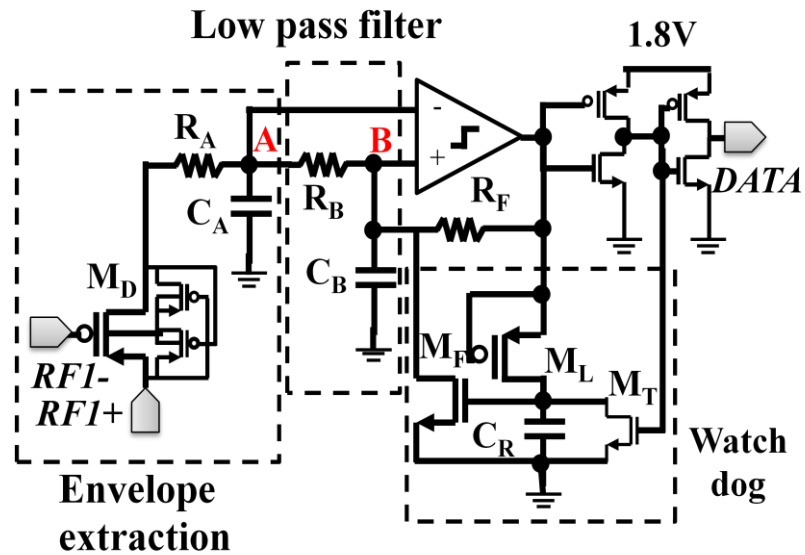 Low pass filter
1.8V
R_A
A
B
-
+
R_B
R_F
C_A
DATA
M_D
C_B
RF1-
RF1+
M_F
M_L
M_T
C_R
Watch
dog
Envelope
extraction